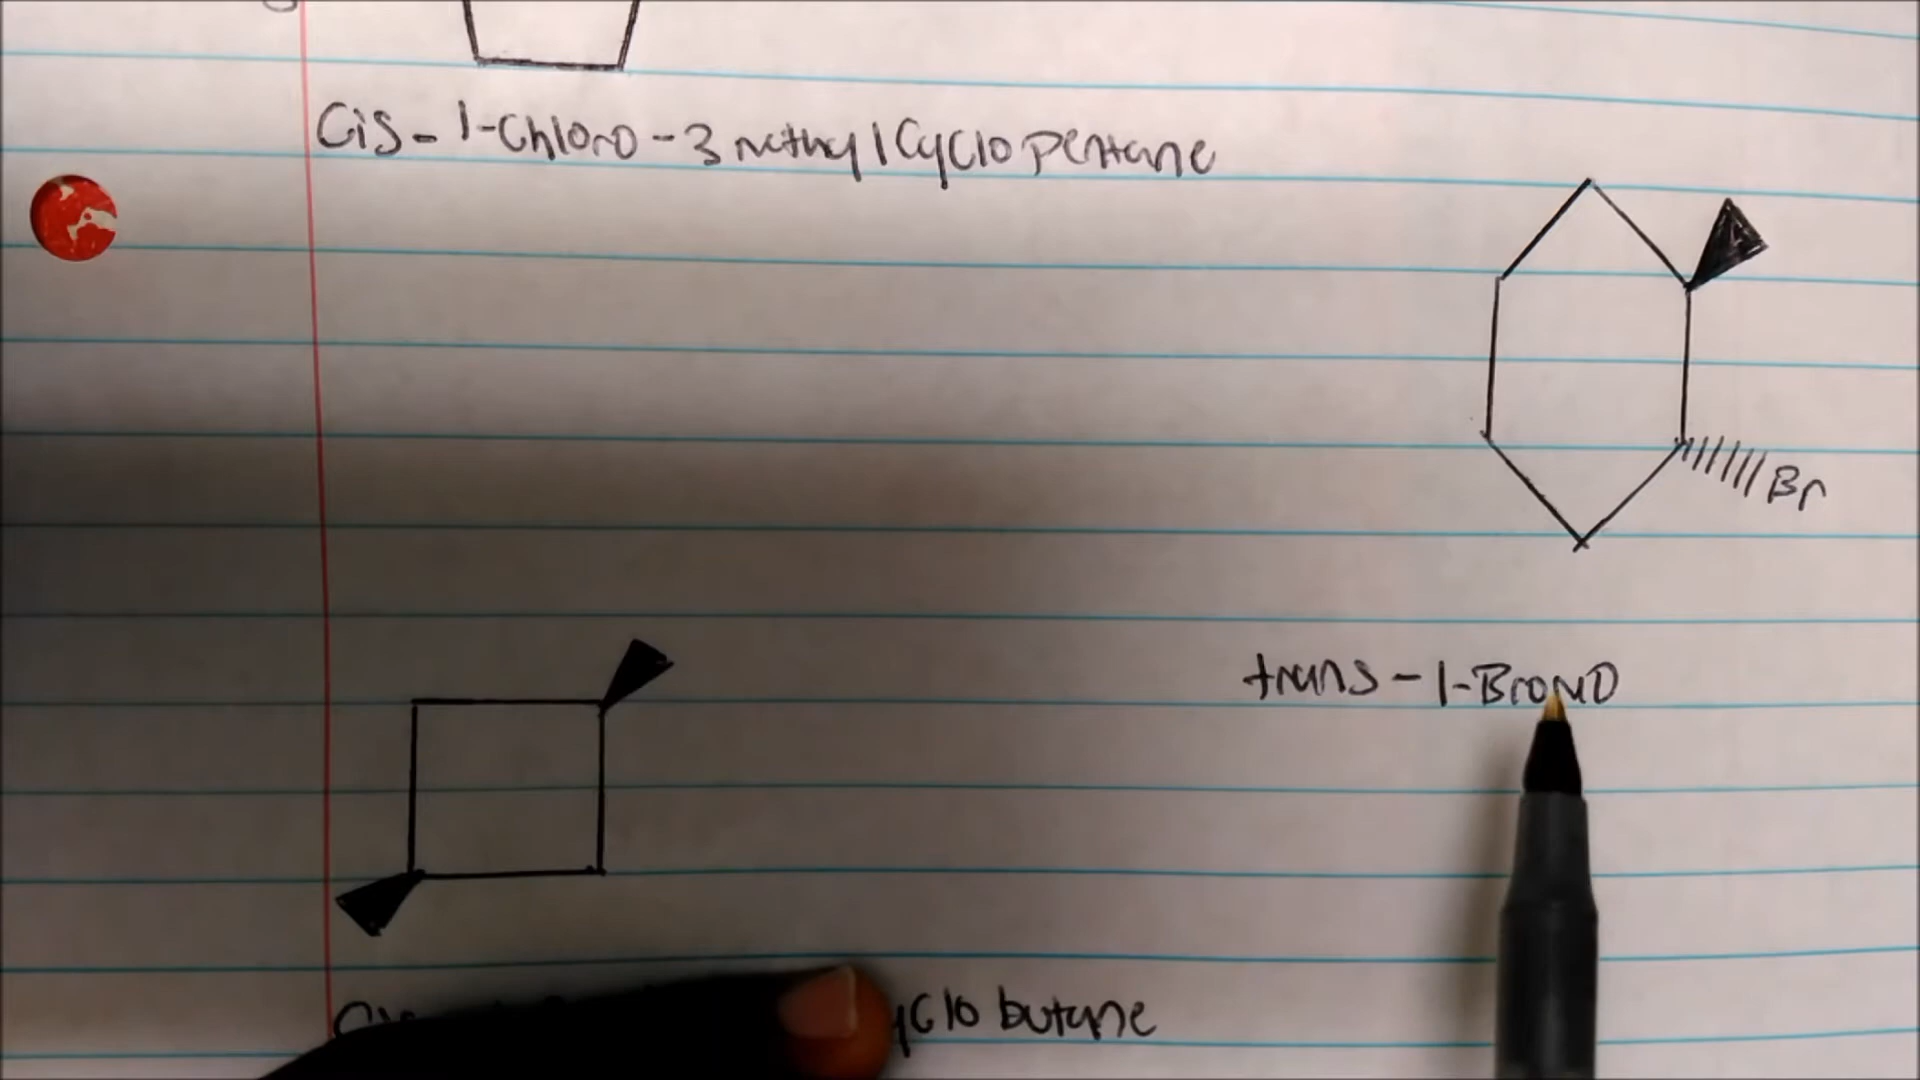 Cis - 1-Chloro - 3 methyl Cyclo pentane
Br
trans - 1-Bromo
yclo butane